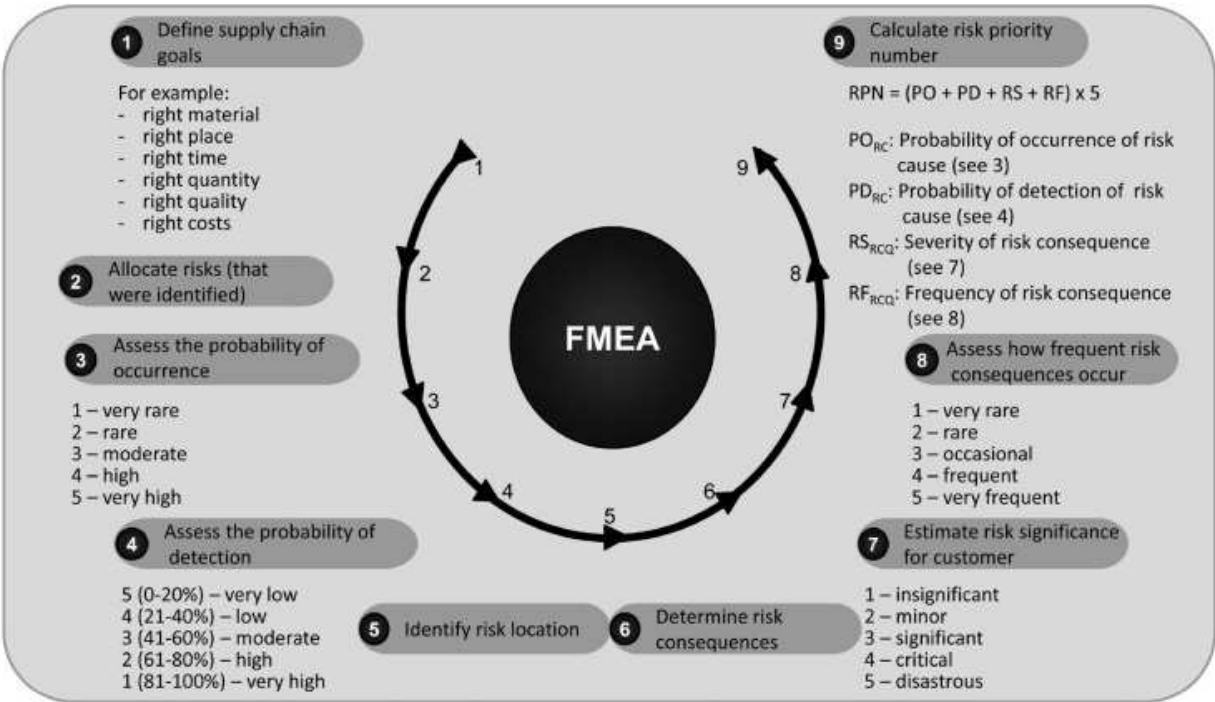 1 Define supply chain
goals
For example:
- right material
- right place
- right time
- right quantity
- right quality
- right costs
2 Allocate risks (that
were identified)
3 Assess the probability of
occurrence
1 – very rare
2 – rare
3 – moderate
4 – high
5 – very high
4 Assess the probability of
detection
5 (0-20%) – very low
4 (21-40%) – low
3 (41-60%) – moderate
2 (61-80%) – high
1 (81-100%) – very high
5 Identify risk location
6 Determine risk
consequences
7 Estimate risk significance
for customer
1 – insignificant
2 – minor
3 – significant
4 – critical
5 – disastrous
8 Assess how frequent risk
consequences occur
1 – very rare
2 – rare
3 – occasional
4 – frequent
5 – very frequent
9 Calculate risk priority
number
RPN = (PO + PD + RS + RF) x 5
PORC: Probability of occurrence of risk
cause (see 3)
PDRC: Probability of detection of risk
cause (see 4)
RSRCQ: Severity of risk consequence
(see 7)
RFRCQ: Frequency of risk consequence
(see 8)
FMEA
1
2
3
4
5
6
7
8
9